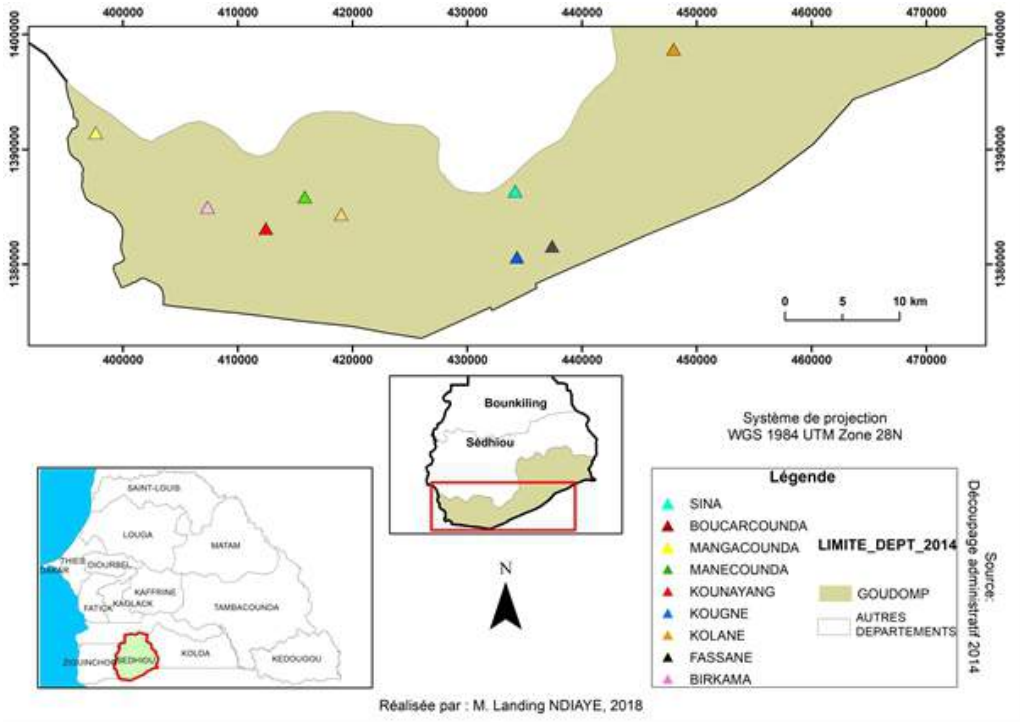 400000 410000 420000 430000 440000 450000 460000 470000
1400000
1390000
1380000
1400000
1390000
1380000
0 5 10 km
400000 410000 420000 430000 440000 450000 460000 470000
Bounkiling
Sédhiou
Système de projection
WGS 1984 UTM Zone 28N
SAINT-LOUIS
LOUGA
MATAM
THIES
DAKAR
DIOURBEL
KAFFRINE
FATICK
KAOLACK
TAMBACOUNDA
ZIGUINCHOR
SEDHIOU
KOLDA
KEDOUGOU
N
Légende
SINA
BOUCARCOUNDA
MANGACOUNDA
MANECOUNDA
KOUNAYANG
KOUGNE
KOLANE
FASSANE
BIRKAMA
LIMITE_DEPT_2014
GOUDOMP
AUTRES
DEPARTEMENTS
Source:
Découpage administratif 2014
Réalisée par : M. Landing NDIAYE, 2018